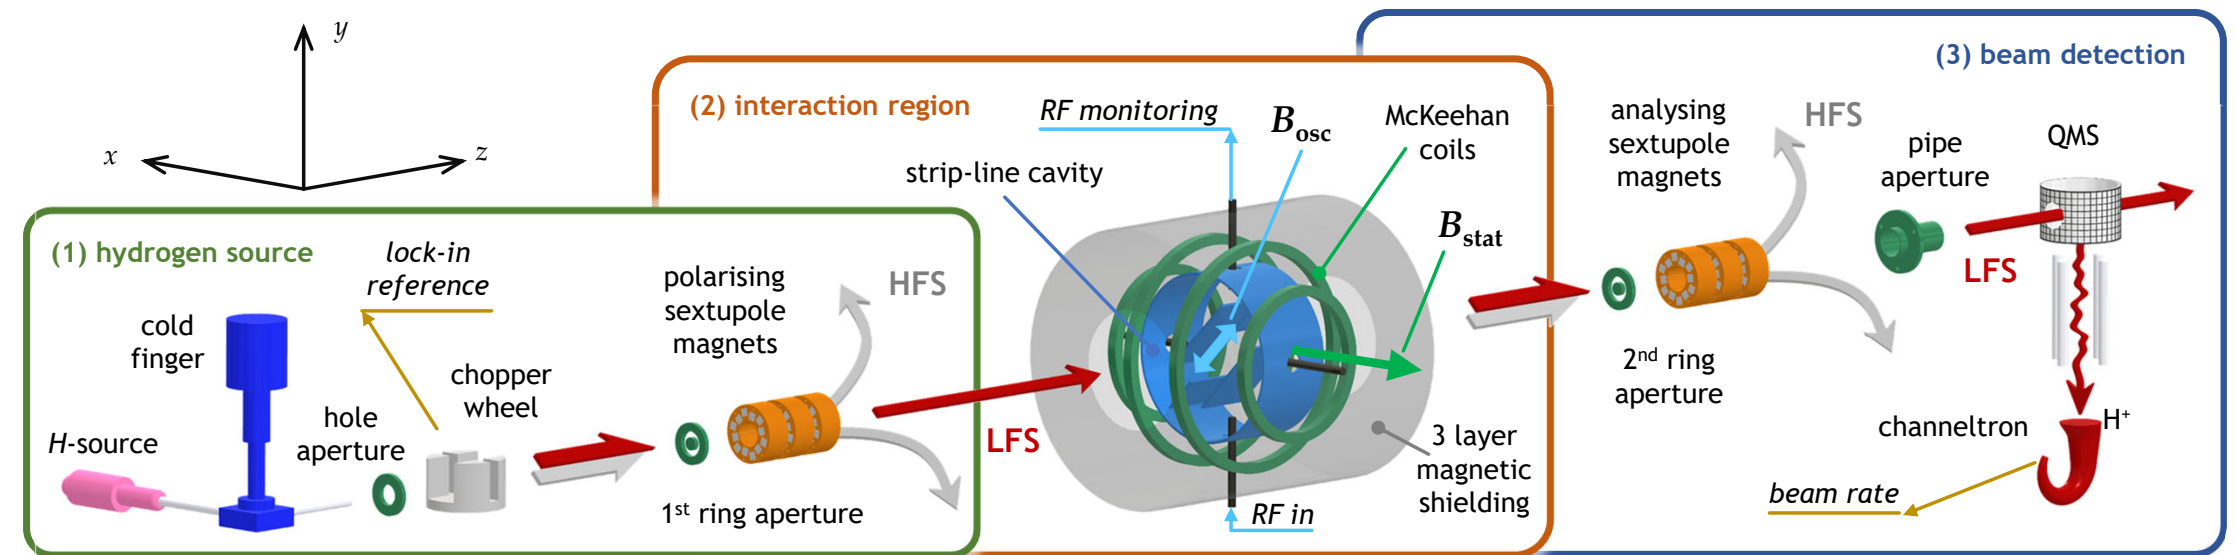 y
x
z
(1) hydrogen source
lock-in
reference
cold
finger
chopper
wheel
hole
aperture
H-source
polarising
sextupole
magnets
HFS
1st ring aperture
LFS
(2) interaction region
RF monitoring
Bosc
McKeehan
coils
strip-line cavity
Bstat
3 layer
magnetic
shielding
RF in
(3) beam detection
analysing
sextupole
magnets
HFS
pipe
aperture
QMS
LFS
2nd ring
aperture
channeltron
H+
beam rate